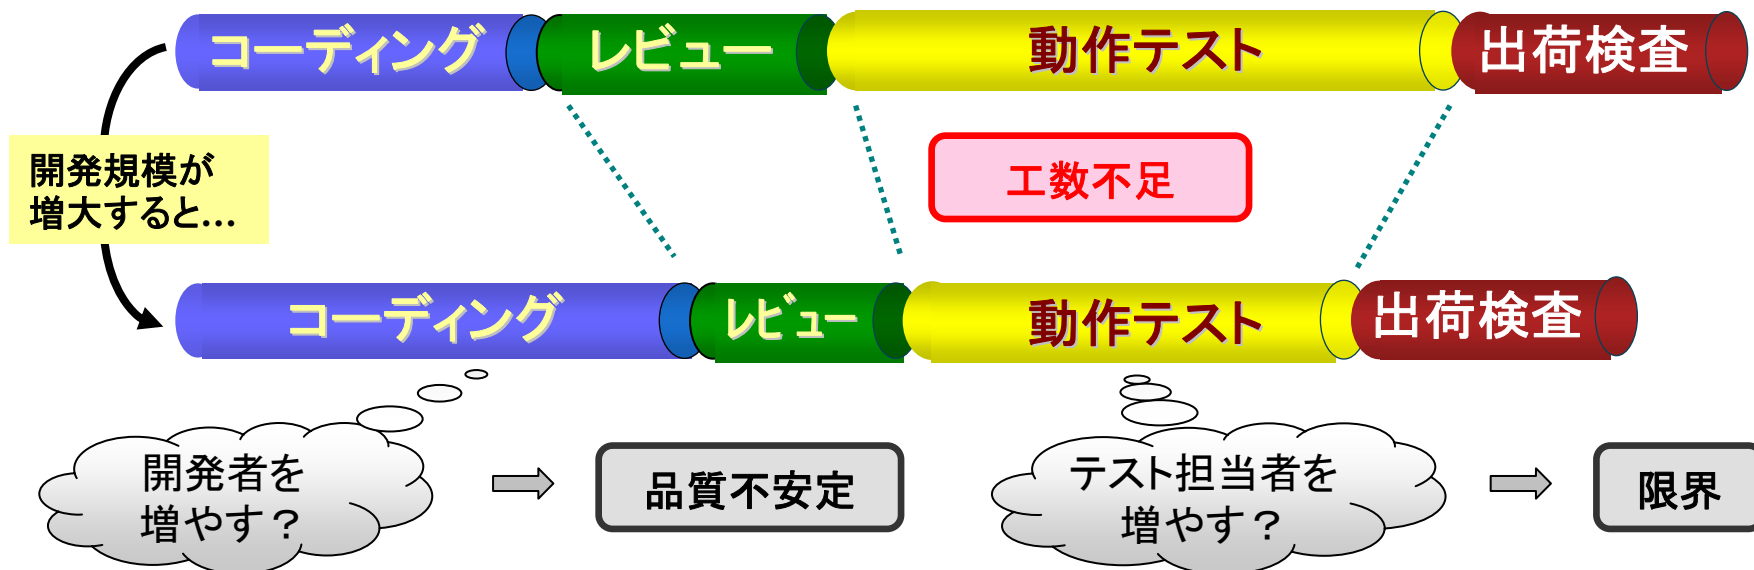 コーディング
レビュー
動作テスト
出荷検査
開発規模が
増大すると...
工数不足
コーディング
レビュー
動作テスト
出荷検査
開発者を
増やす？
品質不安定
テスト担当者を
増やす？
限界